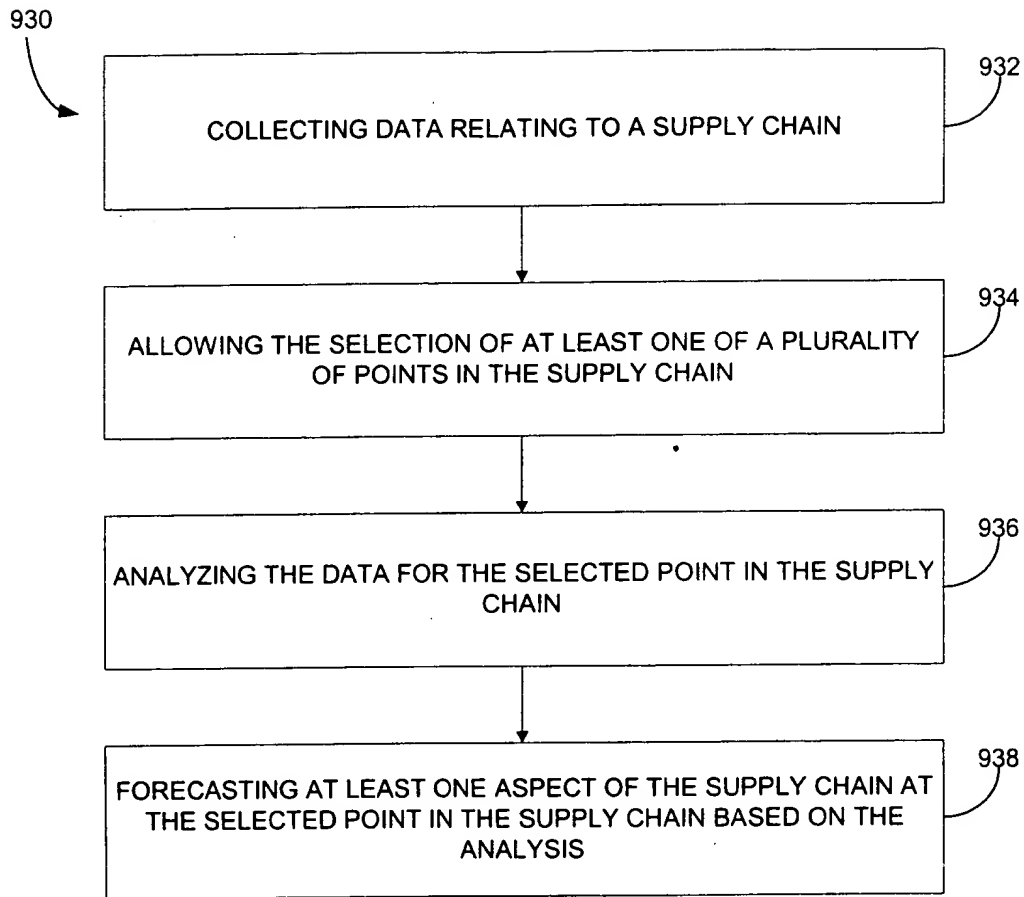 930
932
COLLECTING DATA RELATING TO A SUPPLY CHAIN
934
ALLOWING THE SELECTION OF AT LEAST ONE OF A PLURALITY
OF POINTS IN THE SUPPLY CHAIN
936
ANALYZING THE DATA FOR THE SELECTED POINT IN THE SUPPLY
CHAIN
938
FORECASTING AT LEAST ONE ASPECT OF THE SUPPLY CHAIN AT
THE SELECTED POINT IN THE SUPPLY CHAIN BASED ON THE
ANALYSIS